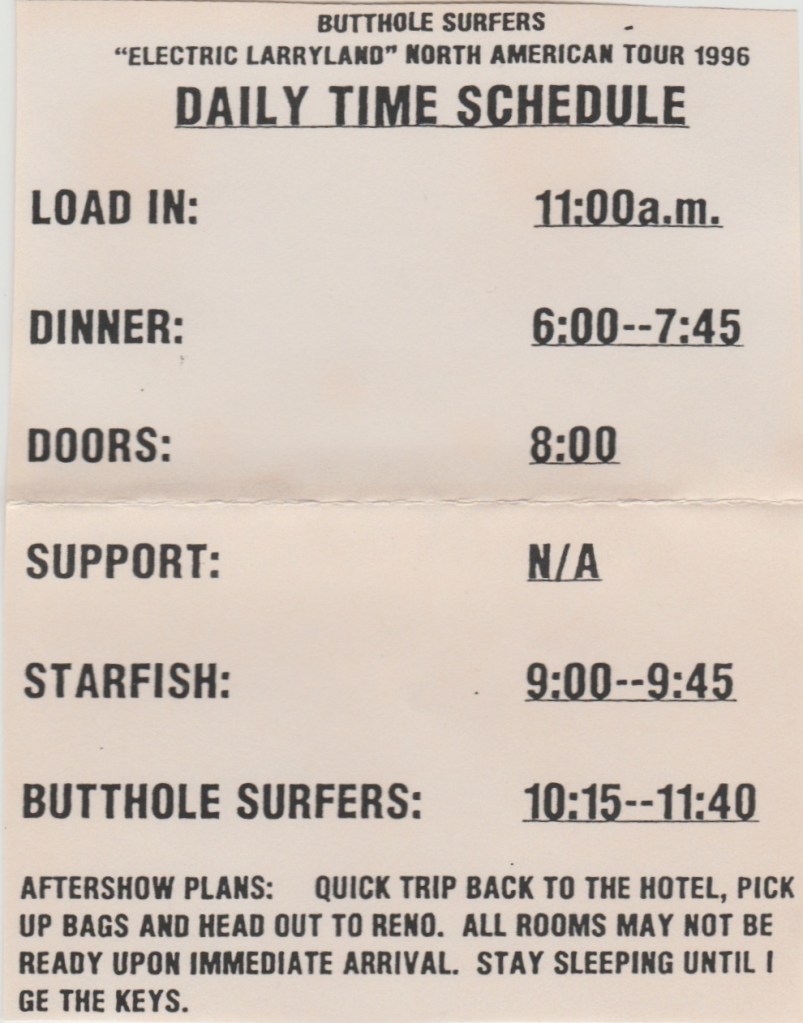 BUTTHOLE SURFERS
“ELECTRIC LARRYLAND” NORTH AMERICAN TOUR 1996
DAILY TIME SCHEDULE
LOAD IN: 11:00a.m.
DINNER: 6:00--7:45
DOORS: 8:00
SUPPORT: N/A
STARFISH: 9:00--9:45
BUTTHOLE SURFERS: 10:15--11:40
AFTERSHOW PLANS: QUICK TRIP BACK TO THE HOTEL, PICK
UP BAGS AND HEAD OUT TO RENO. ALL ROOMS MAY NOT BE
READY UPON IMMEDIATE ARRIVAL. STAY SLEEPING UNTIL I
GE THE KEYS.